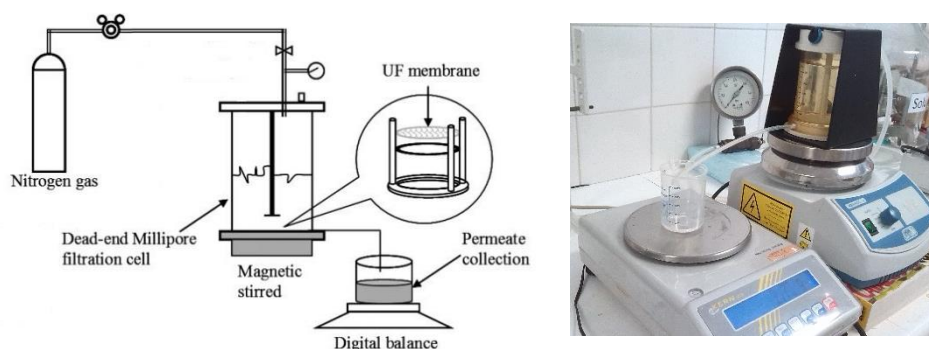 UF membrane
Nitrogen gas
Dead-end Millipore
filtration cell
Magnetic
stirred
Permeate
collection
Digital balance